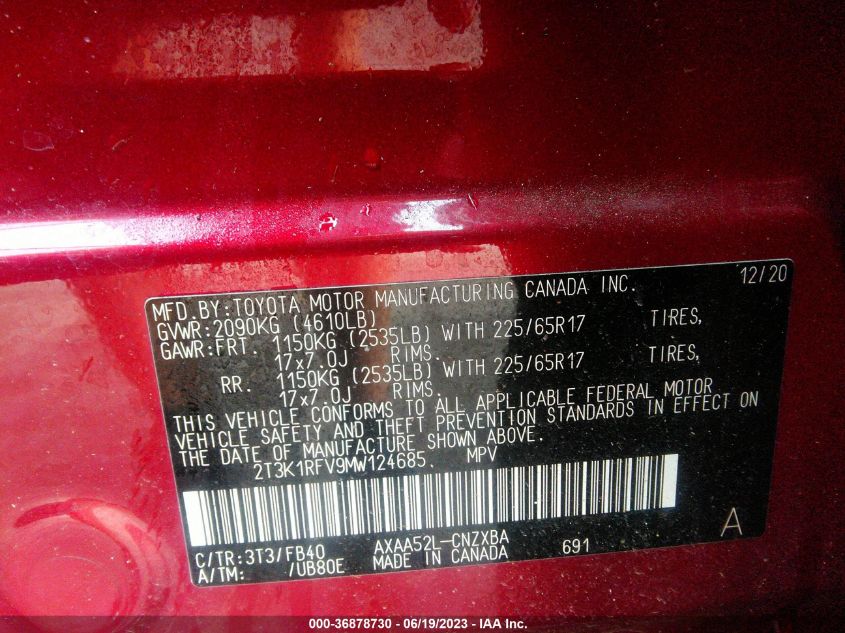 MFD.BY:TOYOTA MOTOR MANUFACTURING CANADA INC. 12/20
GVWR:2090KG (4610LB)
GAWR:FRT. 1150KG (2535LB) WITH 225/65R17 TIRES,
17x7.0J RIMS.
RR. 1150KG (2535LB) WITH 225/65R17 TIRES,
17x7.0J RIMS.
THIS VEHICLE CONFORMS TO ALL APPLICABLE FEDERAL MOTOR
VEHICLE SAFETY AND THEFT PREVENTION STANDARDS IN EFFECT ON
THE DATE OF MANUFACTURE SHOWN ABOVE.
2T3K1RFV9MW124685. MPV
A
C/TR:3T3/FB40 AXAA52L-CNZXBA
A/TM: /UB80E MADE IN CANADA 691
000-36878730 - 06/19/2023 - IAA Inc.